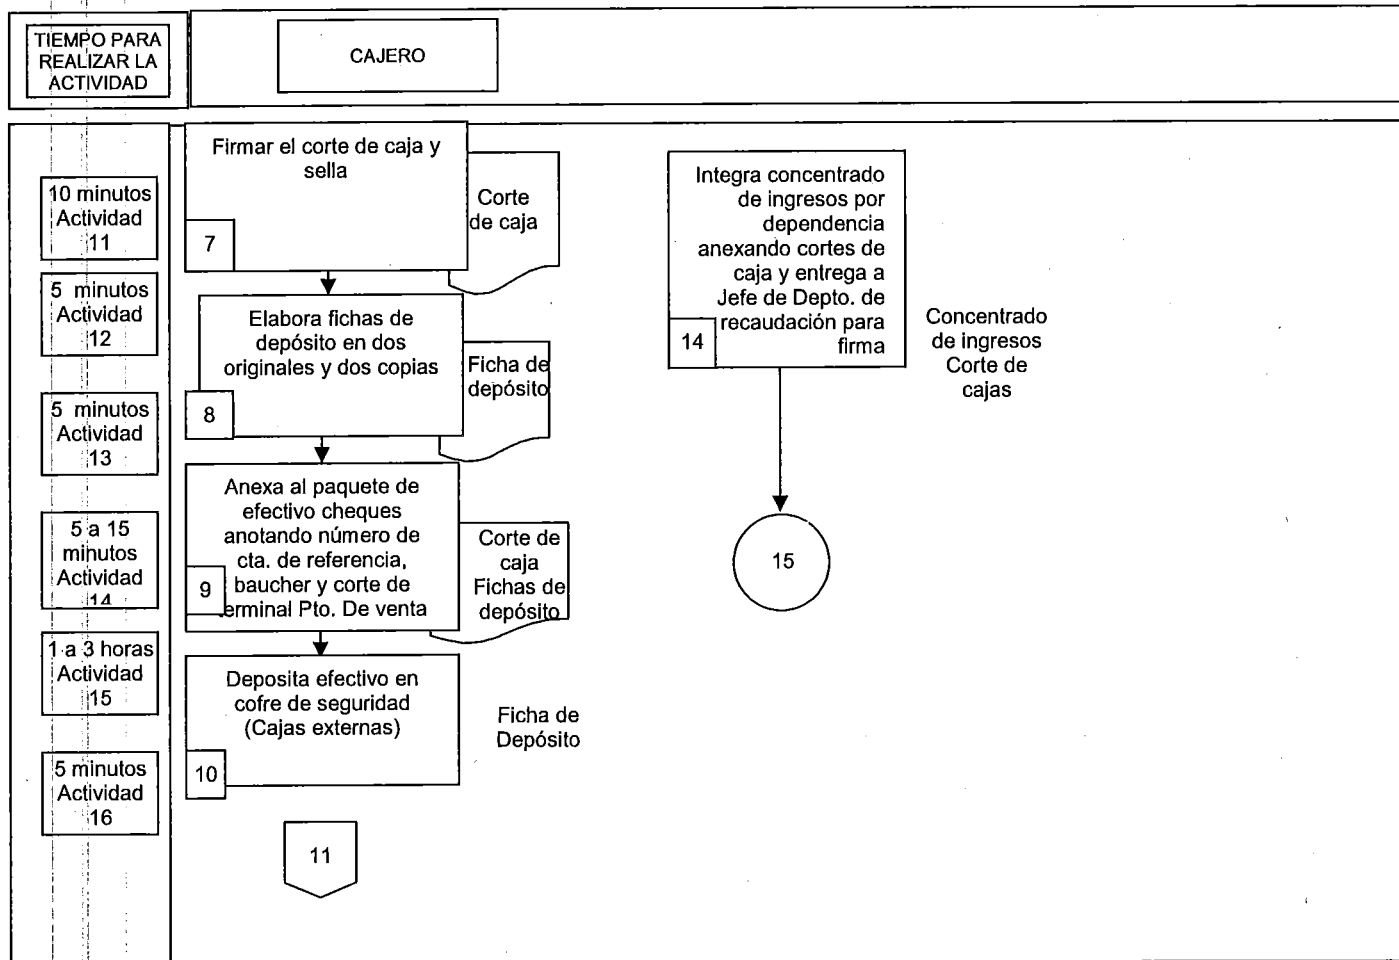 TIEMPO PARA
REALIZAR LA
ACTIVIDAD
CAJERO
10 minutos
Actividad
11
5 minutos
Actividad
12
5 minutos
Actividad
13
5 a 15
minutos
Actividad
14
1 a 3 horas
Actividad
15
5 minutos
Actividad
16
Firmar el corte de caja y
sella
7
Corte
de caja
Elabora fichas de
depósito en dos
originales y dos copias
8
Ficha de
depósito
Anexa al paquete de
efectivo cheques
anotando número de
cta. de referencia,
baucher y corte de
erminal Pto. De venta
9
Corte de
caja
Fichas de
depósito
Deposita efectivo en
cofre de seguridad
(Cajas externas)
10
Ficha de
Depósito
11
Integra concentrado
de ingresos por
dependencia
anexando cortes de
caja y entrega a
Jefe de Depto. de
recaudación para
firma
14
Concentrado
de ingresos
Corte de
cajas
15